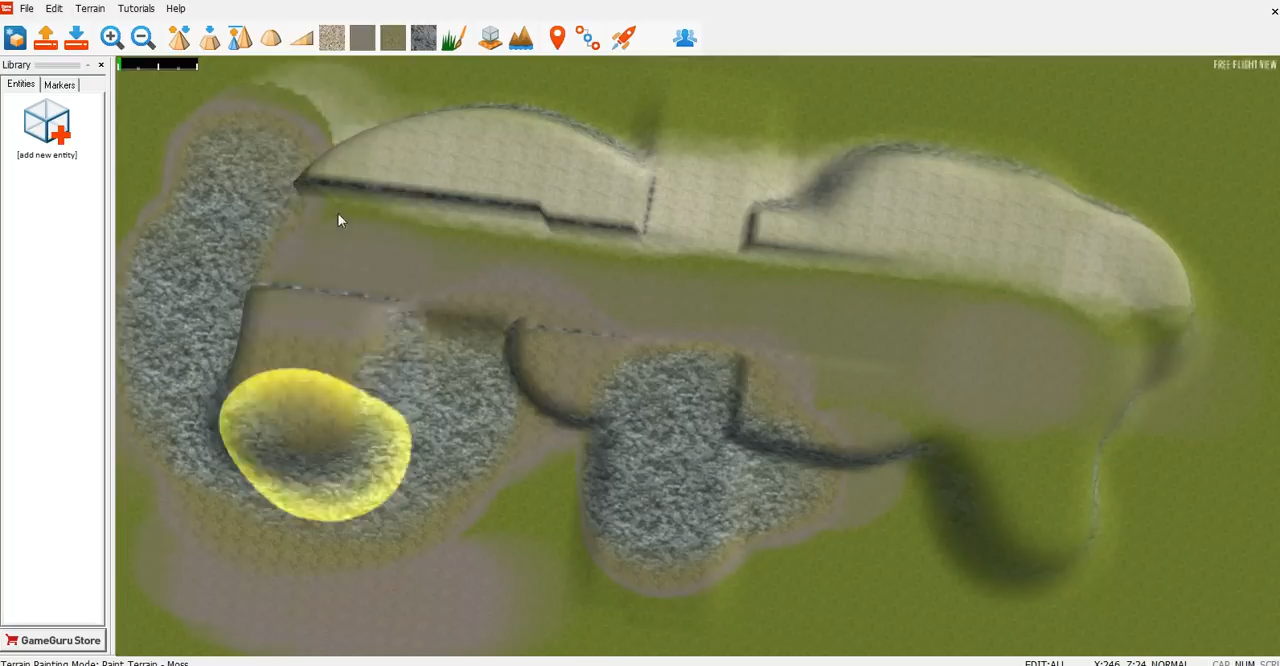 File Edit Terrain Tutorials Help
Library
Entities Markers
FREE FLIGHT VIEW
[add new entity]
GameGuru Store
Terrain Painting Mode: Paint Terrain - Moss
EDIT:ALL X:246 Z:24 NORMAL CAP NUM SCRL